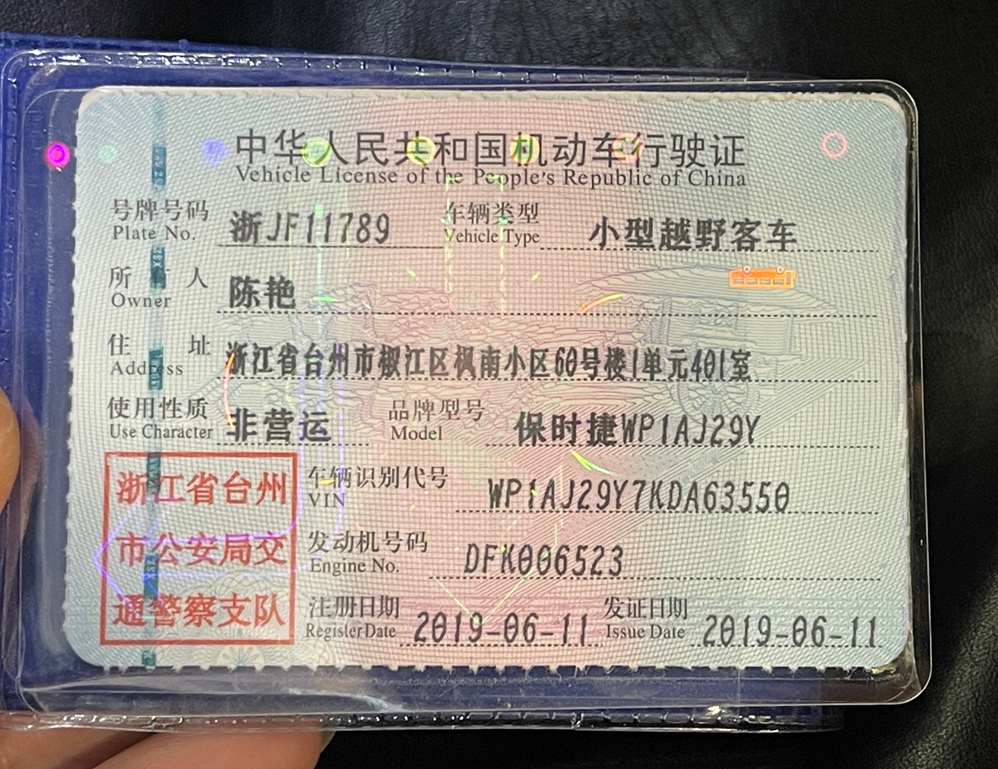 中华人民共和国机动车行驶证
Vehicle License of the People's Republic of China
号牌号码 浙JF11789 车辆类型 小型越野客车
Plate No. Vehicle Type
所有人 陈艳
Owner
住址 浙江省台州市椒江区枫南小区60号楼1单元401室
Address
使用性质 非营运 品牌型号 保时捷WP1AJ29Y
Use Character Model
浙江省台州
市公安局交
通警察支队
车辆识别代号 WP1AJ29Y7KDA63550
VIN
发动机号码 DFK006523
Engine No.
注册日期 2019-06-11 发证日期 2019-06-11
Register Date Issue Date